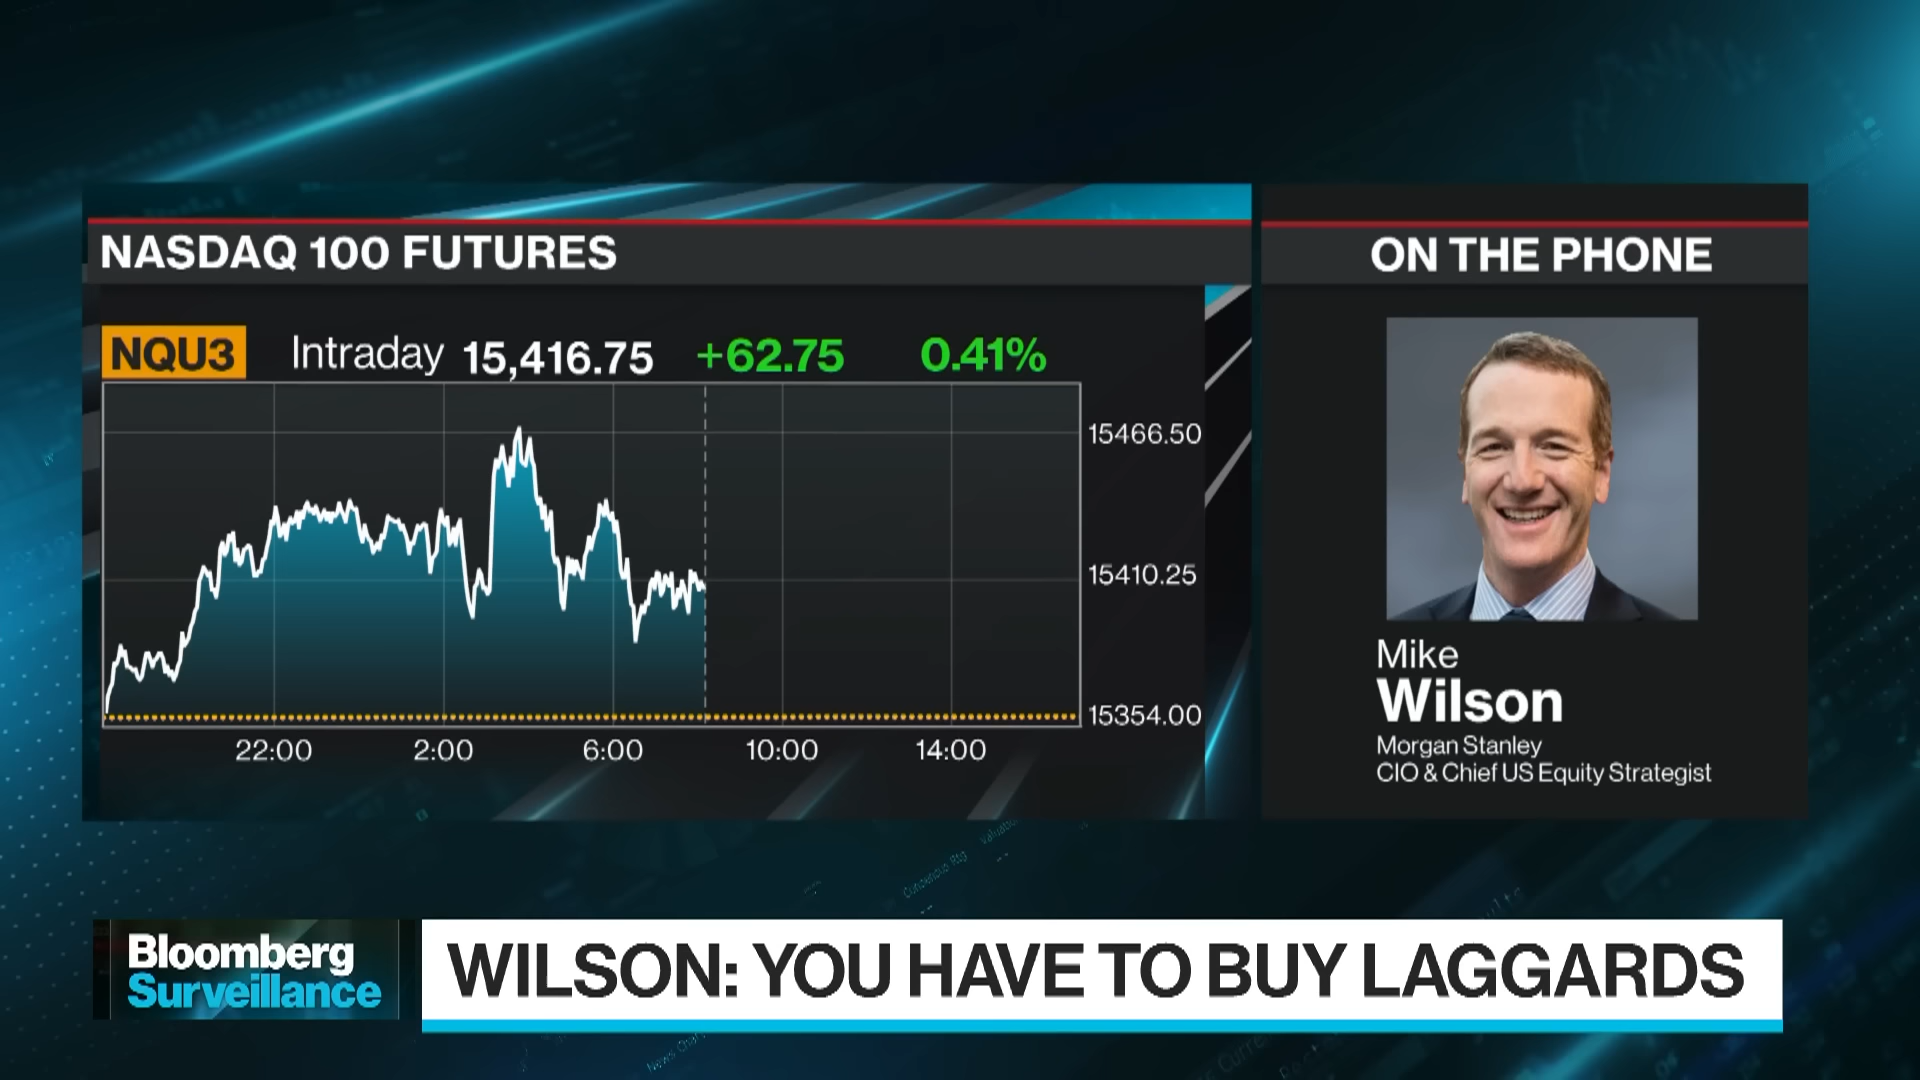 NASDAQ 100 FUTURES
NQU3 Intraday 15,416.75 +62.75 0.41%
15466.50
15410.25
15354.00
22:00 2:00 6:00 10:00 14:00
ON THE PHONE
Mike
Wilson
Morgan Stanley
CIO & Chief US Equity Strategist
Bloomberg
Surveillance
WILSON: YOU HAVE TO BUY LAGGARDS